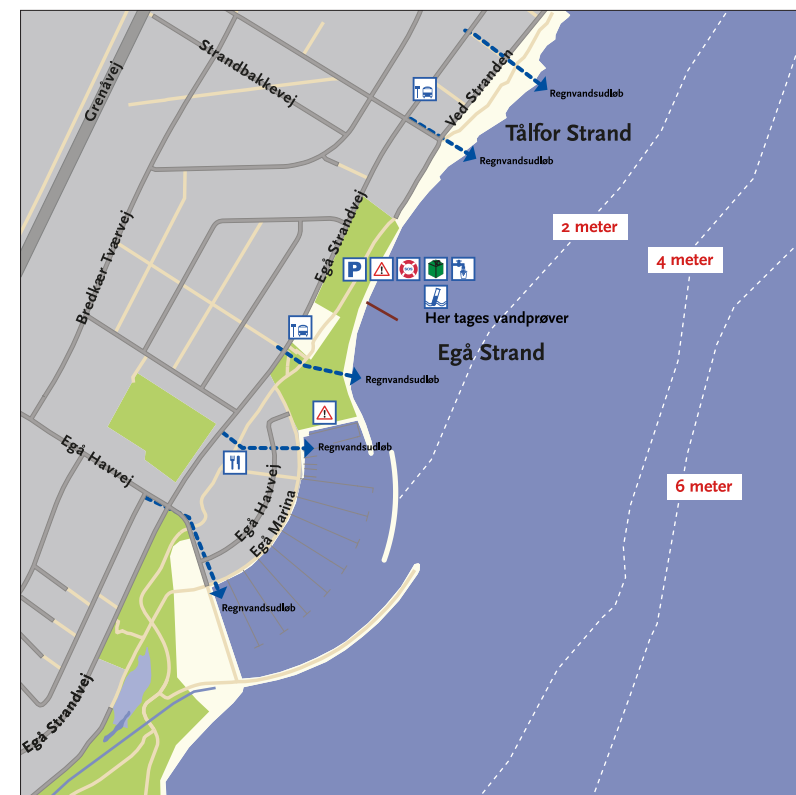 Strandbakkevej
Grenåvej
Ved Stranden
Regnvandsudløb
Tålfor Strand
Regnvandsudløb
Egå Strandvej
Bredkær Tværvej
2 meter
4 meter
P
Her tages vandprøver
Egå Strand
Regnvandsudløb
Regnvandsudløb
Egå Havvej
Egå Havvej
Egå Marina
6 meter
Regnvandsudløb
Egå Strandvej